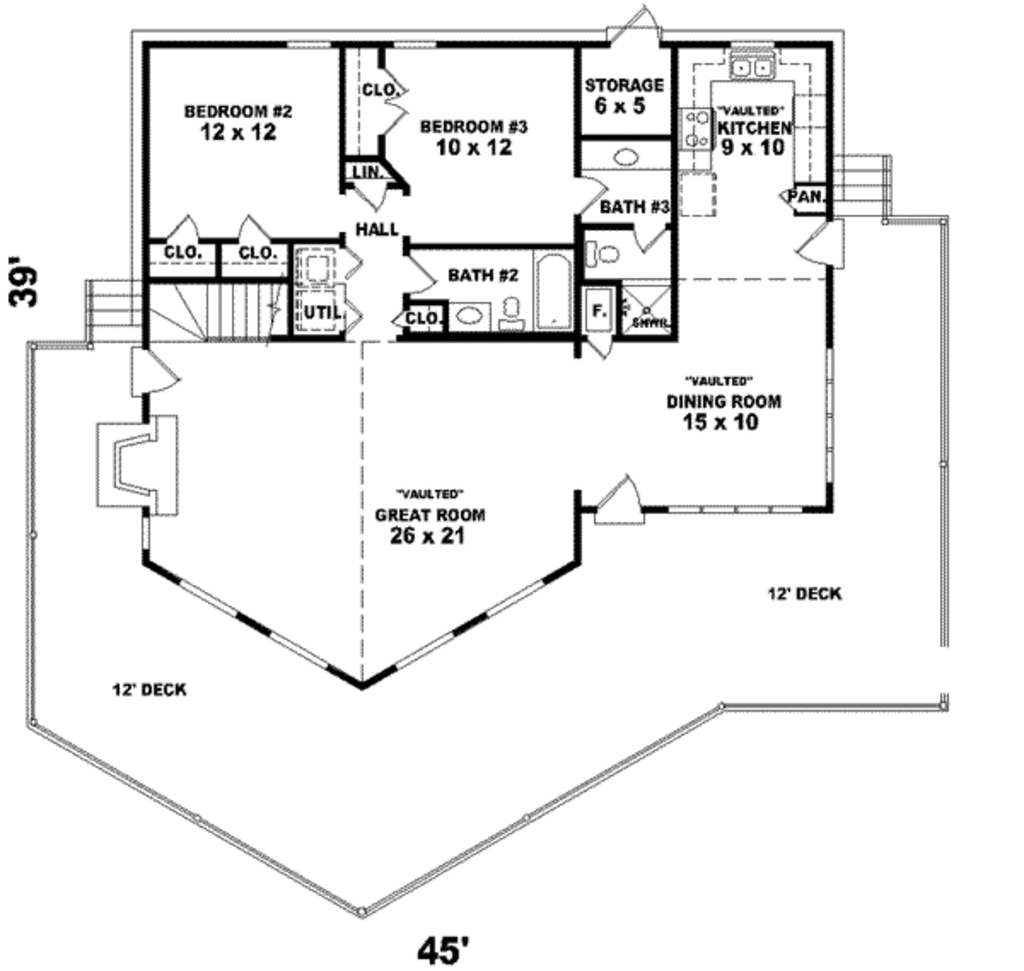 BEDROOM #2
12 x 12
CLO.
BEDROOM #3
10 x 12
LIN.
STORAGE
6 x 5
"VAULTED"
KITCHEN
9 x 10
PAN.
BATH #3
HALL
CLO.
CLO.
BATH #2
UTIL.
CLO.
F.
SHWR.
39'
"VAULTED"
DINING ROOM
15 x 10
"VAULTED"
GREAT ROOM
26 x 21
12' DECK
12' DECK
45'